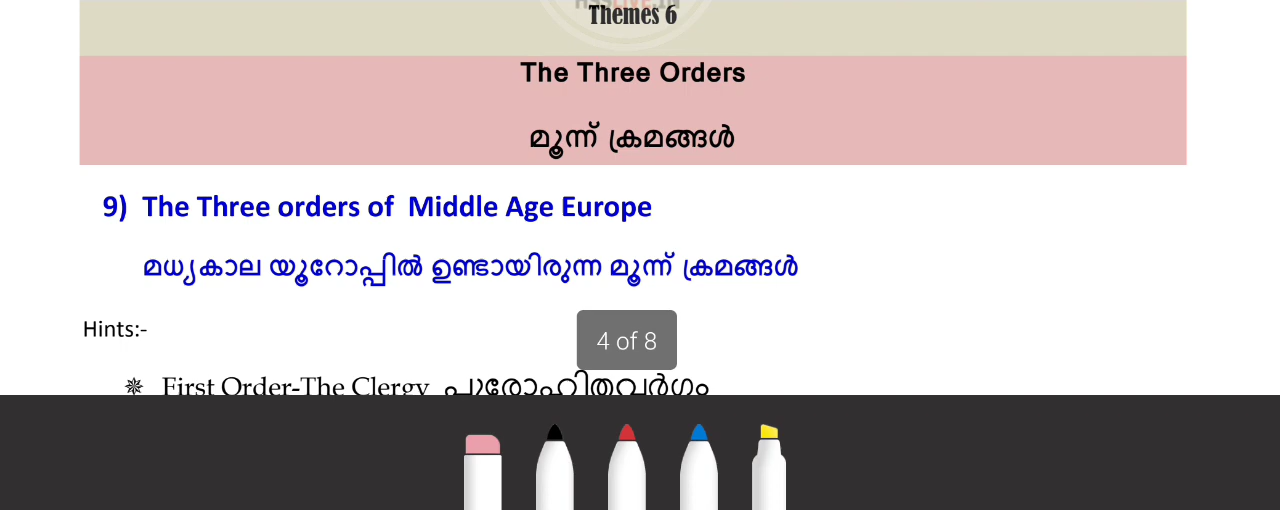 Themes 6
The Three Orders
മൂന്ന് ക്രമങ്ങൾ
9) The Three orders of Middle Age Europe
മധ്യകാല യൂറോപ്പിൽ ഉണ്ടായിരുന്ന മൂന്ന് ക്രമങ്ങൾ
Hints:-
4 of 8
✵ First Order-The Clergy പുരോഹിതവർഗം